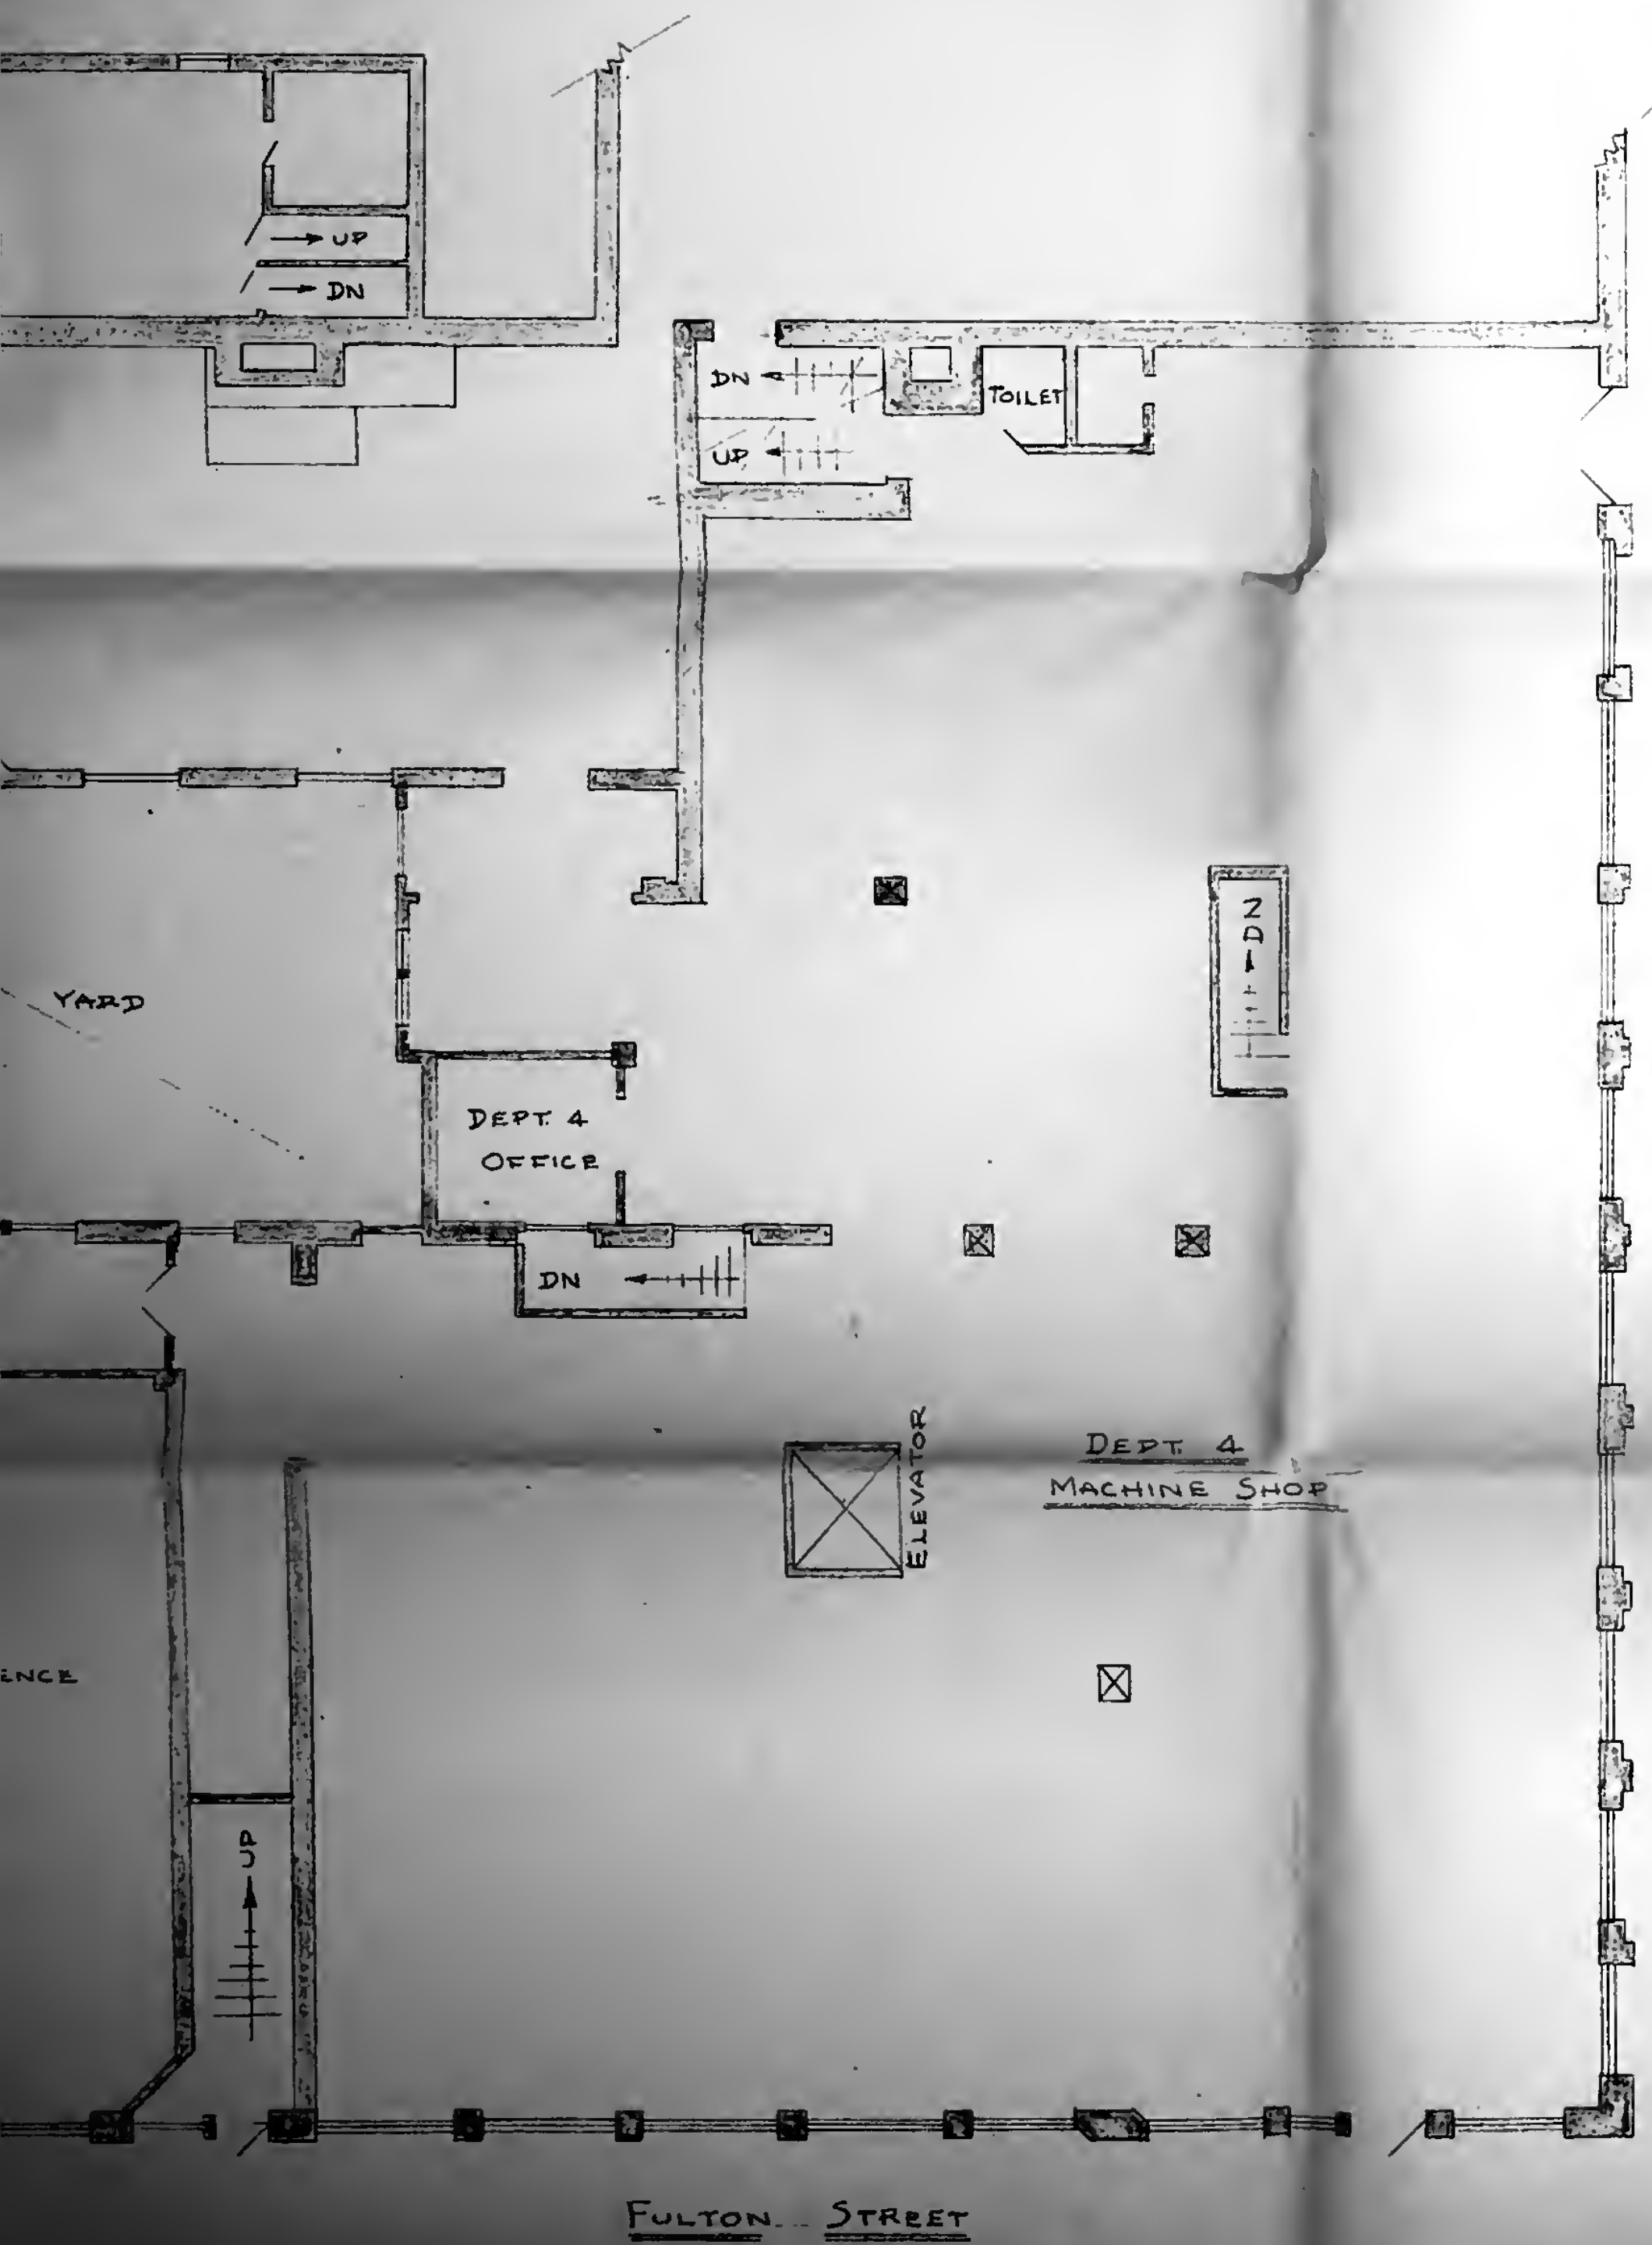 UP
DN
DN
TOILET
UP
DN
YARD
DEPT. 4
OFFICE
DN
ELEVATOR
DEPT. 4
MACHINE SHOP
ENCE
UP
FULTON STREET